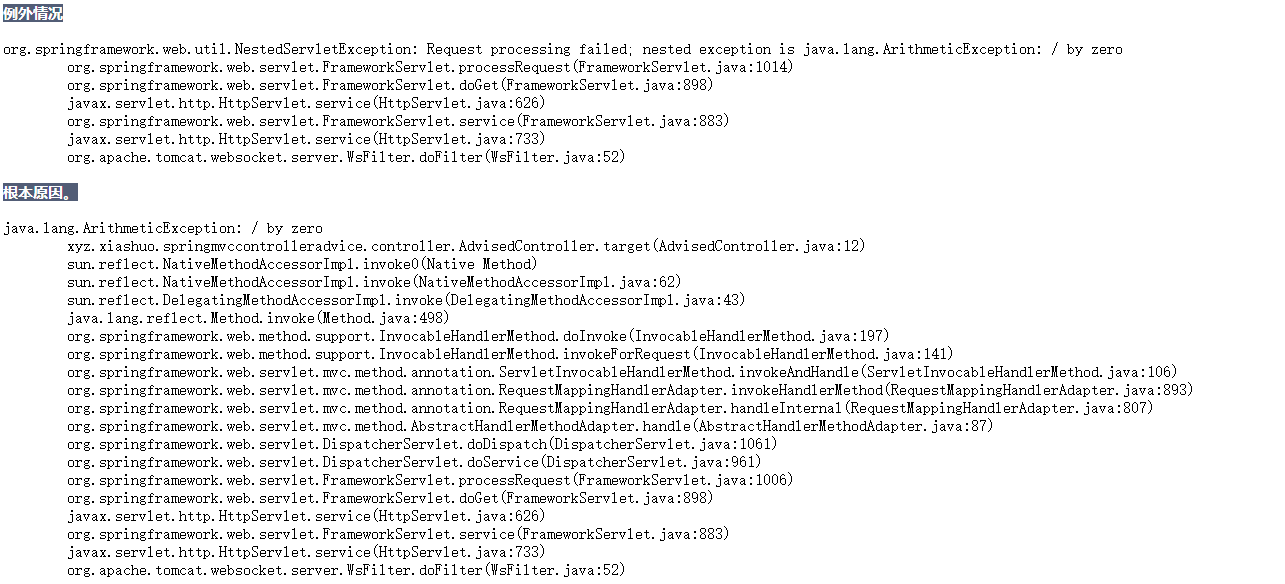 例外情况
org.springframework.web.util.NestedServletException: Request processing failed; nested exception is java.lang.ArithmeticException: / by zero
org.springframework.web.servlet.FrameworkServlet.processRequest(FrameworkServlet.java:1014)
org.springframework.web.servlet.FrameworkServlet.doGet(FrameworkServlet.java:898)
javax.servlet.http.HttpServlet.service(HttpServlet.java:626)
org.springframework.web.servlet.FrameworkServlet.service(FrameworkServlet.java:883)
javax.servlet.http.HttpServlet.service(HttpServlet.java:733)
org.apache.tomcat.websocket.server.WsFilter.doFilter(WsFilter.java:52)
根本原因。
java.lang.ArithmeticException: / by zero
xyz.xiashuo.springmvccontrolleradvice.controller.AdvisedController.target(AdvisedController.java:12)
sun.reflect.NativeMethodAccessorImpl.invoke0(Native Method)
sun.reflect.NativeMethodAccessorImpl.invoke(NativeMethodAccessorImpl.java:62)
sun.reflect.DelegatingMethodAccessorImpl.invoke(DelegatingMethodAccessorImpl.java:43)
java.lang.reflect.Method.invoke(Method.java:498)
org.springframework.web.method.support.InvocableHandlerMethod.doInvoke(InvocableHandlerMethod.java:197)
org.springframework.web.method.support.InvocableHandlerMethod.invokeForRequest(InvocableHandlerMethod.java:141)
org.springframework.web.servlet.mvc.method.annotation.ServletInvocableHandlerMethod.invokeAndHandle(ServletInvocableHandlerMethod.java:106)
org.springframework.web.servlet.mvc.method.annotation.RequestMappingHandlerAdapter.invokeHandlerMethod(RequestMappingHandlerAdapter.java:893)
org.springframework.web.servlet.mvc.method.annotation.RequestMappingHandlerAdapter.handleInternal(RequestMappingHandlerAdapter.java:807)
org.springframework.web.servlet.mvc.method.AbstractHandlerMethodAdapter.handle(AbstractHandlerMethodAdapter.java:87)
org.springframework.web.servlet.DispatcherServlet.doDispatch(DispatcherServlet.java:1061)
org.springframework.web.servlet.DispatcherServlet.doService(DispatcherServlet.java:961)
org.springframework.web.servlet.FrameworkServlet.processRequest(FrameworkServlet.java:1006)
org.springframework.web.servlet.FrameworkServlet.doGet(FrameworkServlet.java:898)
javax.servlet.http.HttpServlet.service(HttpServlet.java:626)
org.springframework.web.servlet.FrameworkServlet.service(FrameworkServlet.java:883)
javax.servlet.http.HttpServlet.service(HttpServlet.java:733)
org.apache.tomcat.websocket.server.WsFilter.doFilter(WsFilter.java:52)